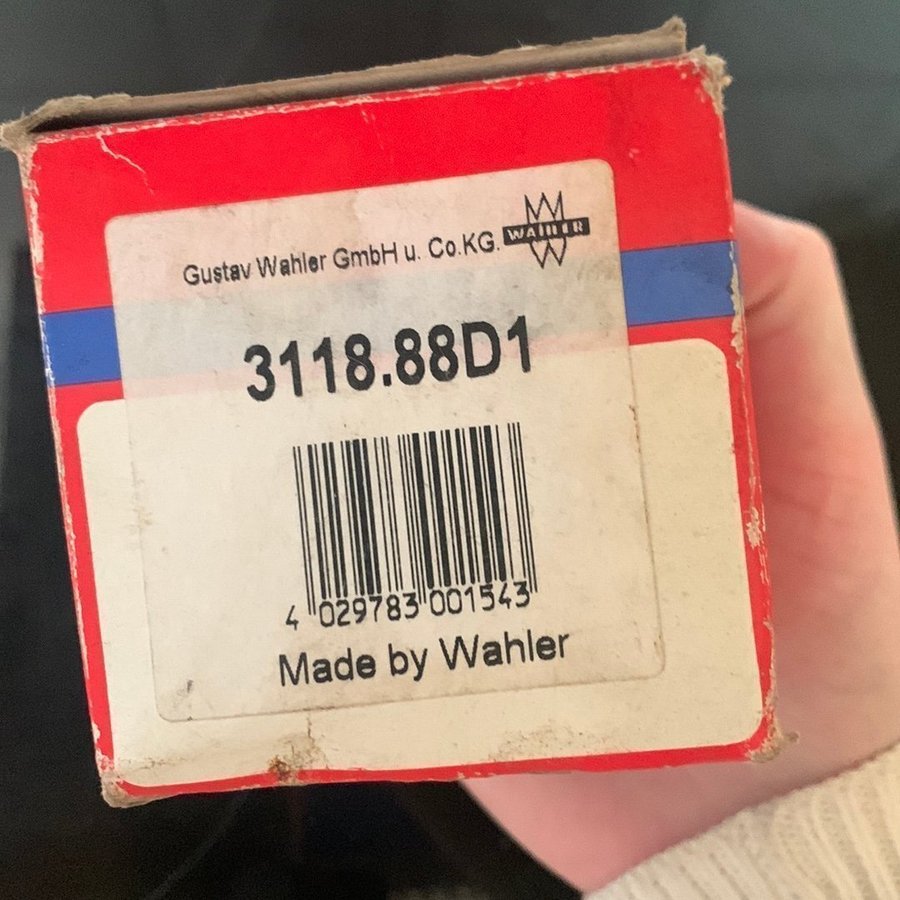 Gustav Wahler GmbH u. Co.KG.
WAHLER
3118.88D1
4 029783 001543
Made by Wahler